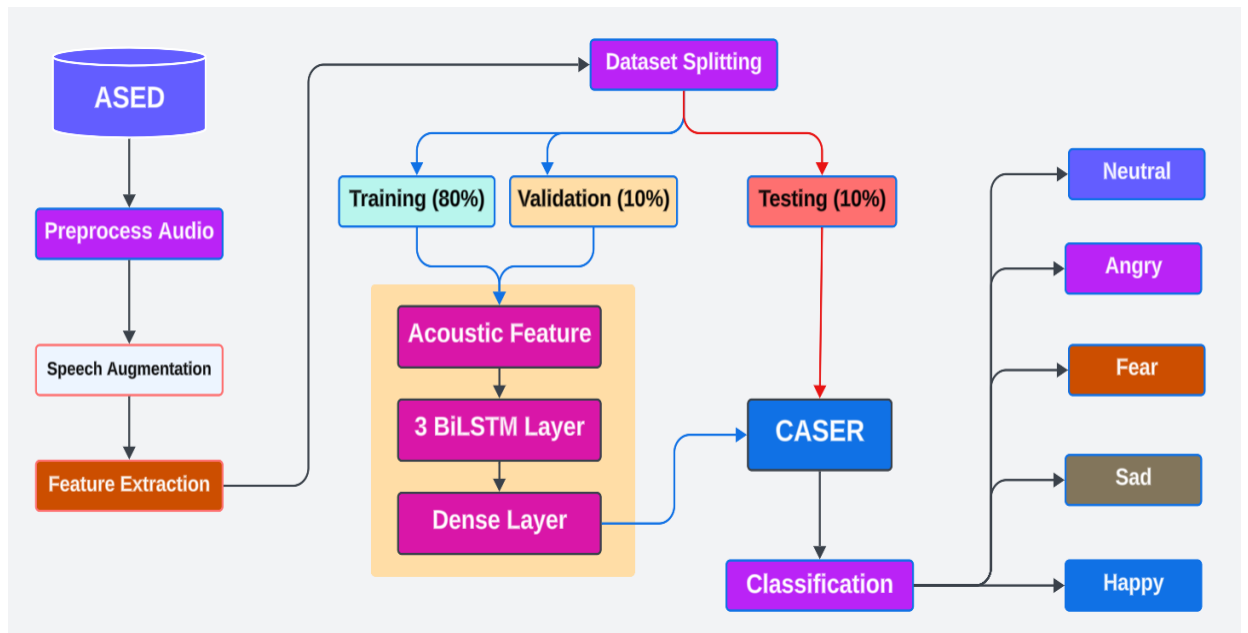 ASED
Preprocess Audio
Speech Augmentation
Feature Extraction
Dataset Splitting
Training (80%)
Validation (10%)
Testing (10%)
Acoustic Feature
3 BiLSTM Layer
Dense Layer
CASER
Classification
Neutral
Angry
Fear
Sad
Happy